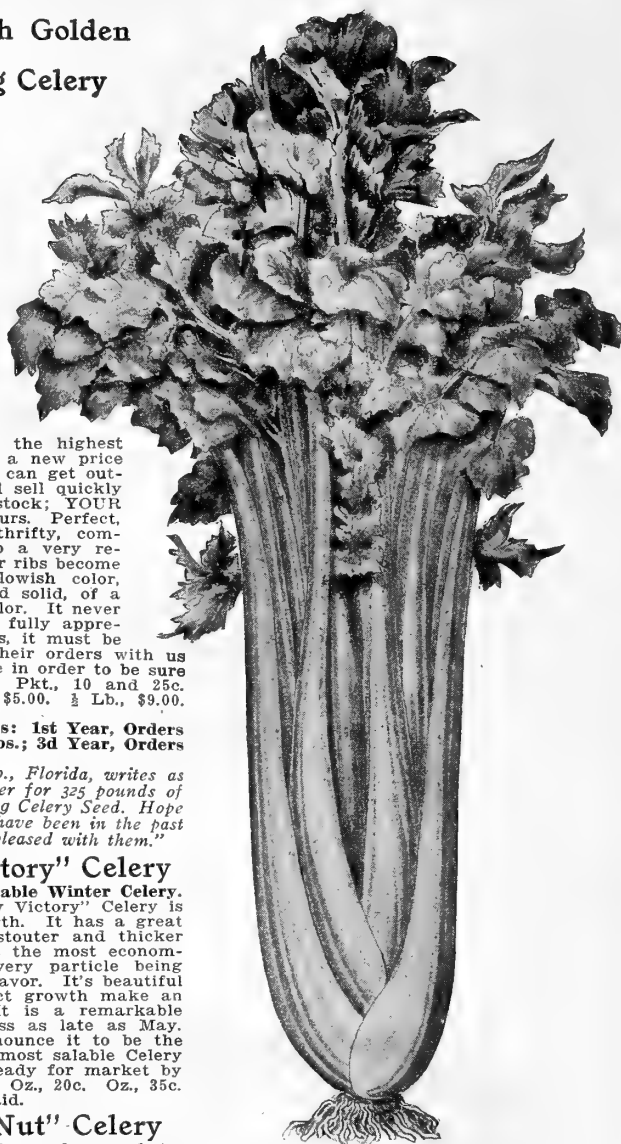 h Golden
g Celery
the highest
a new price
can get out-
l sell quickly
stock; YOUR
urs. Perfect,
thrifty, com-
o a very re-
r ribs become
lowish color,
d solid, of a
lor. It never
fully appre-
s, it must be
heir orders with us
e in order to be sure
Pkt., 10 and 25c.
$5.00. ½ Lb., $9.00.
s: 1st Year, Orders
bs.; 3d Year, Orders
o., Florida, writes as
er for 325 pounds of
g Celery Seed. Hope
have been in the past
leased with them."
tory" Celery
able Winter Celery.
y Victory" Celery is
rth. It has a great
stouter and thicker
the most econom-
very particle being
avor. It's beautiful
ct growth make an
It is a remarkable
ss as late as May.
nounce it to be the
most salable Celery
eady for market by
Oz., 20c. Oz., 35c.
id.
Nut" Celery